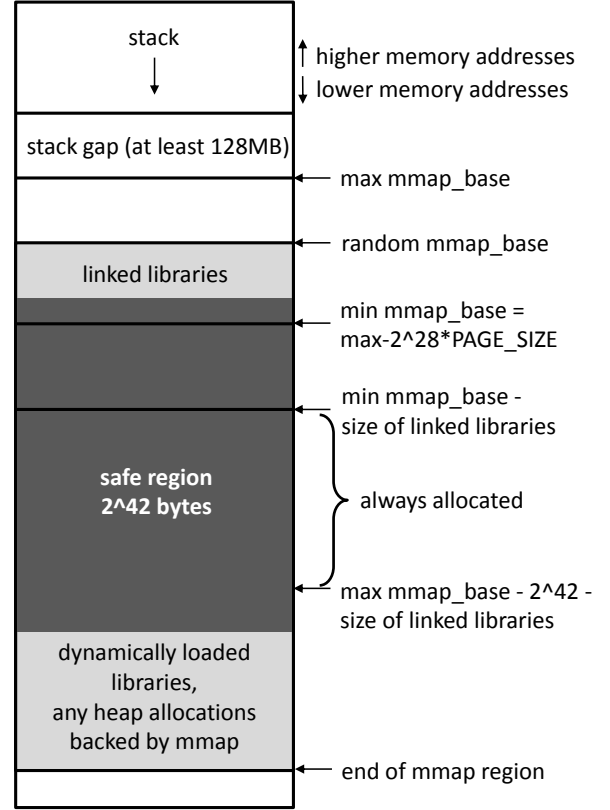 stack
higher memory addresses
lower memory addresses
stack gap (at least 128MB)
max mmap_base
random mmap_base
linked libraries
min mmap_base =
max-2^28*PAGE_SIZE
min mmap_base -
size of linked libraries
safe region
2^42 bytes
always allocated
max mmap_base - 2^42 -
size of linked libraries
dynamically loaded
libraries,
any heap allocations
backed by mmap
end of mmap region